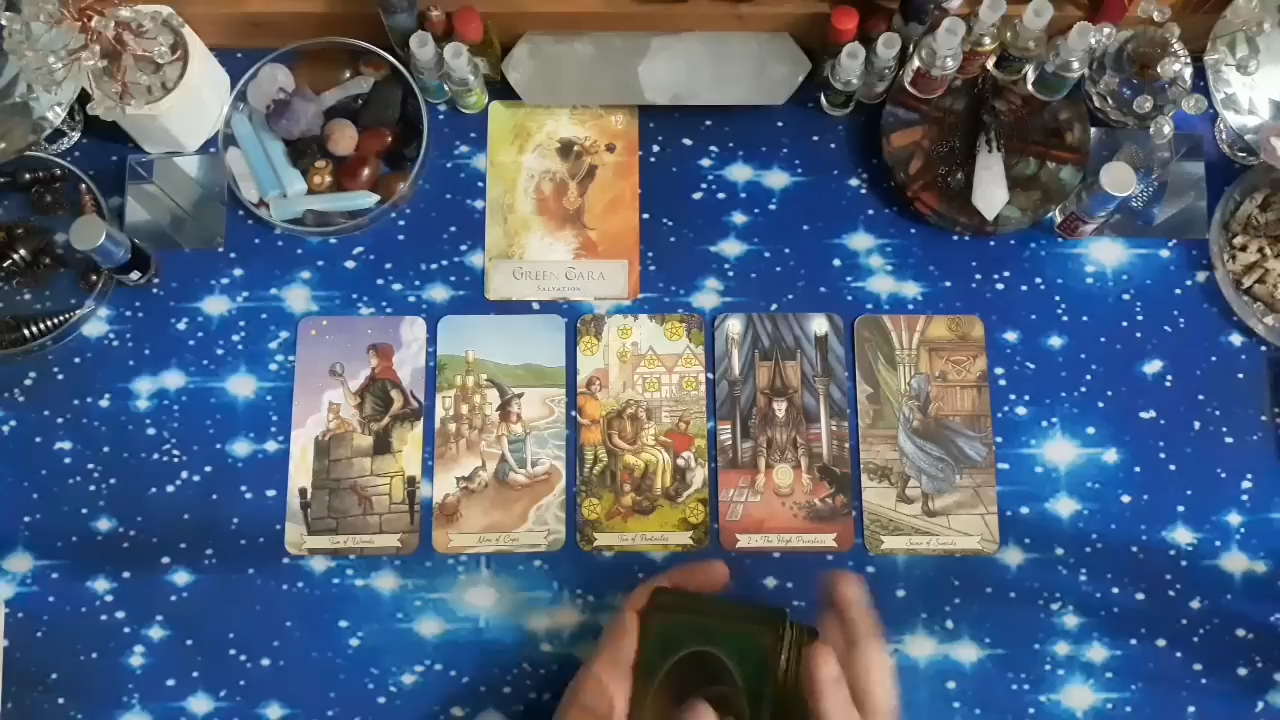 12
GREEN TARA
SALVATION
Two of Wands
Nine of Cups
Ten of Pentacles
2 • The High Priestess
Seven of Swords